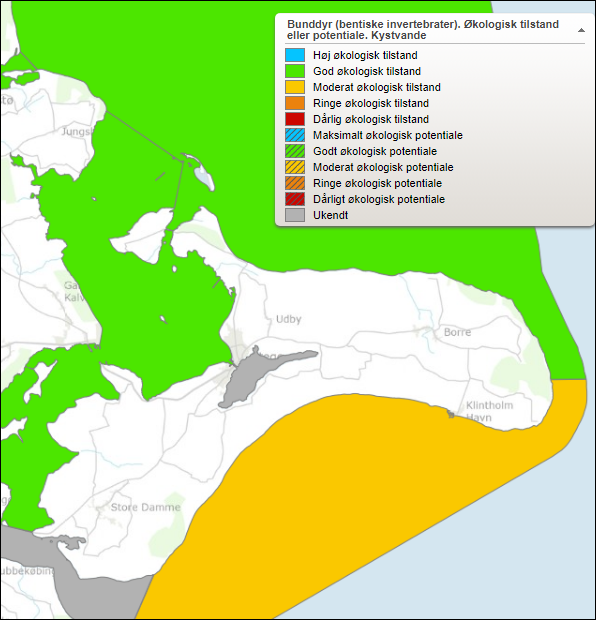 Bunddyr (bentiske invertebrater). Økologisk tilstand
eller potentiale. Kystvande
Høj økologisk tilstand
God økologisk tilstand
Moderat økologisk tilstand
Ringe økologisk tilstand
Dårlig økologisk tilstand
Maksimalt økologisk potentiale
Godt økologisk potentiale
Moderat økologisk potentiale
Ringe økologisk potentiale
Dårligt økologisk potentiale
Ukendt
Jungs
Kalv
Udby
Borre
Klintholm
Havn
Store Damme